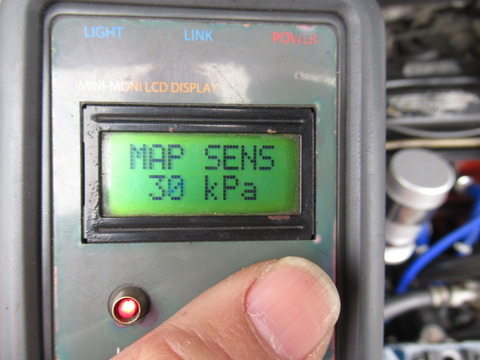 LIGHT LINK POWER
MINI-MONI LCD DISPLAY
MAP SENS
30 kPa